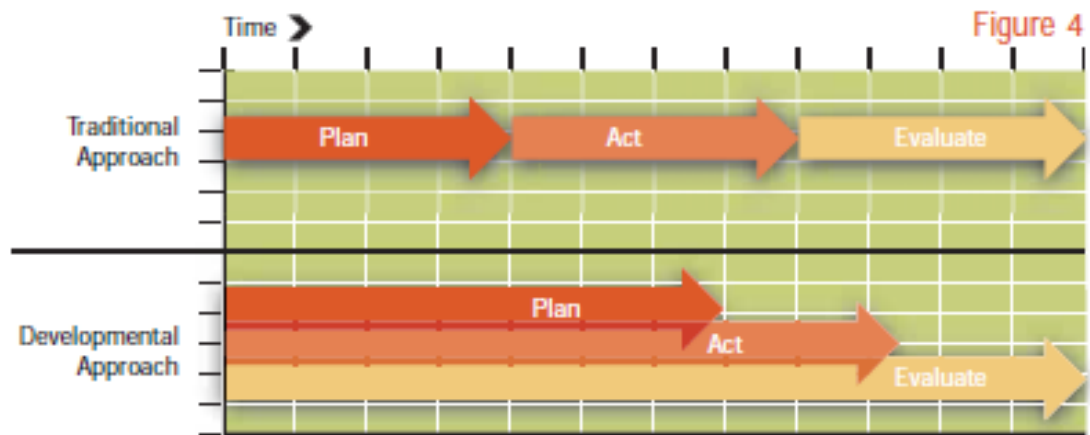 Time
Figure 4
Traditional
Approach
Plan
Act
Evaluate
Developmental
Approach
Plan
Act
Evaluate